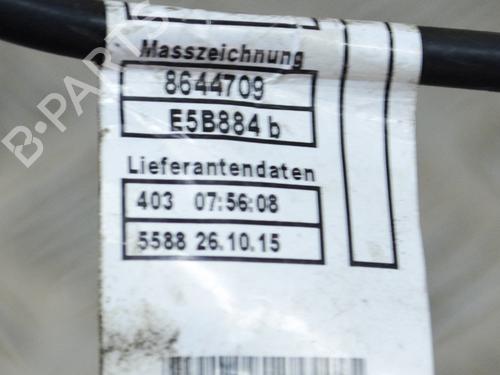 Masszeichnung
8644709
E5B884 b
Lieferantendaten
403 07:56:08
5588 26.10.15
B-PARTS